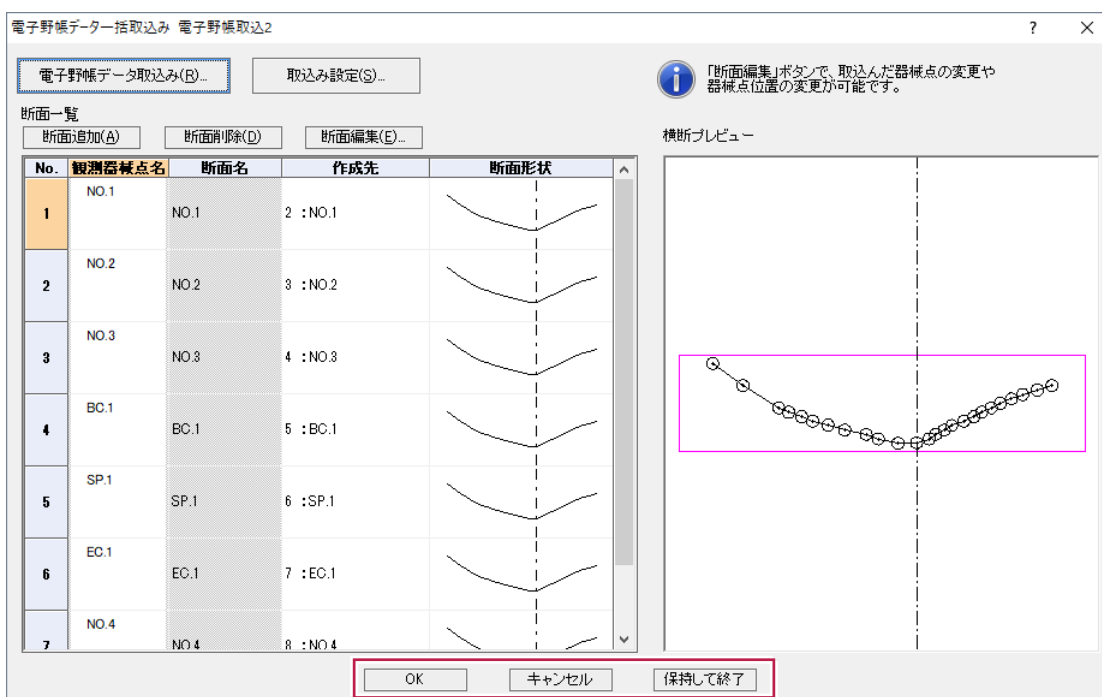 電子野帳データ一括取込み 電子野帳取込2
?
電子野帳データ取込み(R)...
取込み設定(S)...
「断面編集」ボタンで、取込んだ器械点の変更や
器械点位置の変更が可能です。
断面一覧
断面追加(A)
断面削除(D)
断面編集(E)...
横断プレビュー
No. 観測器械点名 断面名 作成先 断面形状
1 NO.1 NO.1 2 :NO.1
2 NO.2 NO.2 3 :NO.2
3 NO.3 NO.3 4 :NO.3
4 BC.1 BC.1 5 :BC.1
5 SP.1 SP.1 6 :SP.1
6 EC.1 EC.1 7 :EC.1
7 NO.4 NO.4 8 :NO.4
OK
キャンセル
保持して終了